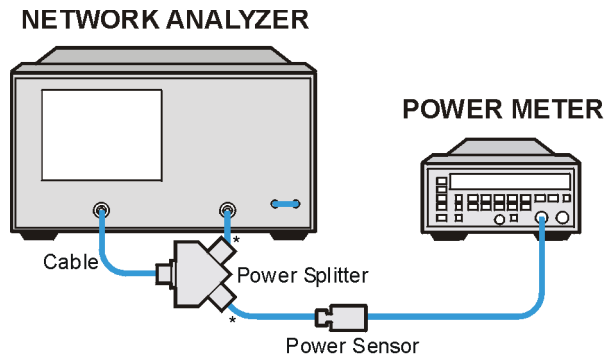 NETWORK ANALYZER
POWER METER
*
Cable
Power Splitter
*
Power Sensor